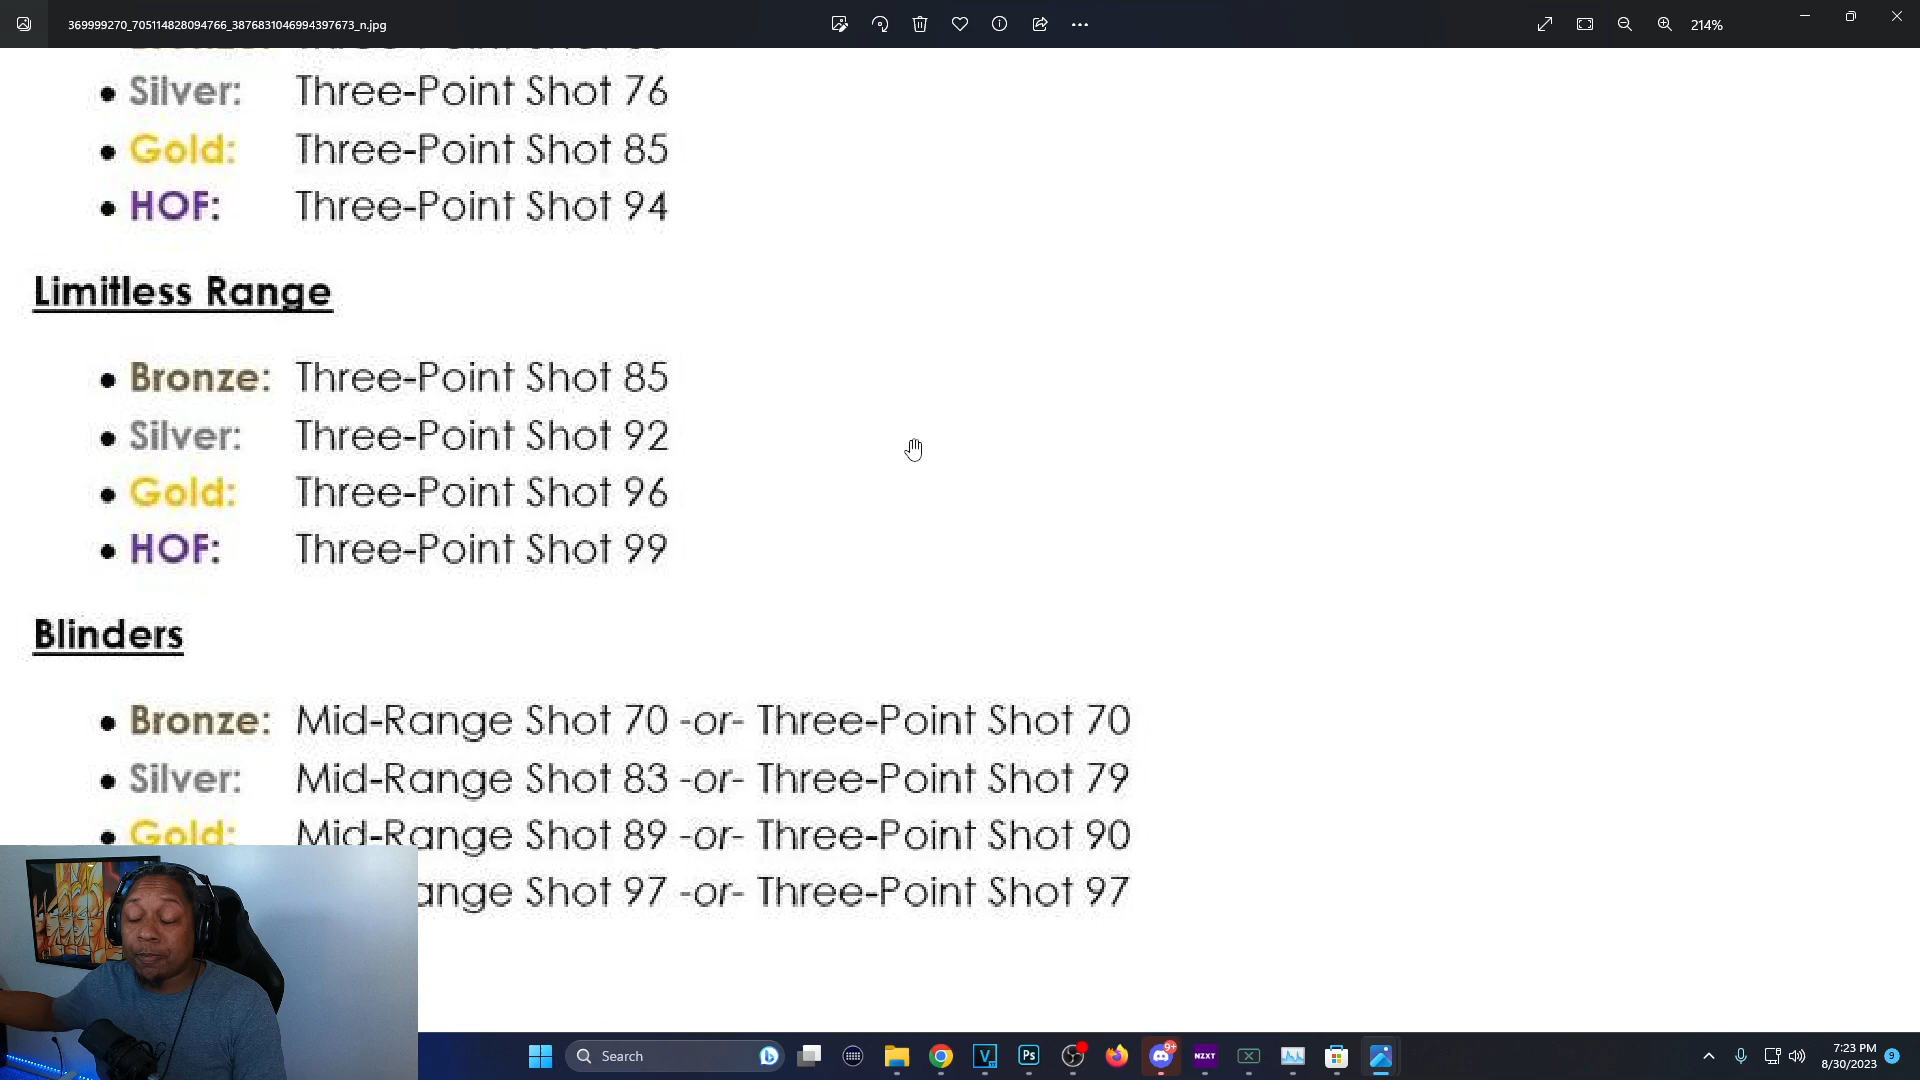 369999270_705114828094766_3876831046994397673_n.jpg
214%
Silver: Three-Point Shot 76
Gold: Three-Point Shot 85
HOF: Three-Point Shot 94
Limitless Range
Bronze: Three-Point Shot 85
Silver: Three-Point Shot 92
Gold: Three-Point Shot 96
HOF: Three-Point Shot 99
Blinders
Bronze: Mid-Range Shot 70 -or- Three-Point Shot 70
Silver: Mid-Range Shot 83 -or- Three-Point Shot 79
Gold: Mid-Range Shot 89 -or- Three-Point Shot 90
ange Shot 97 -or- Three-Point Shot 97
Search
V
Ps
9+
NZXT
7:23 PM
8/30/2023
9